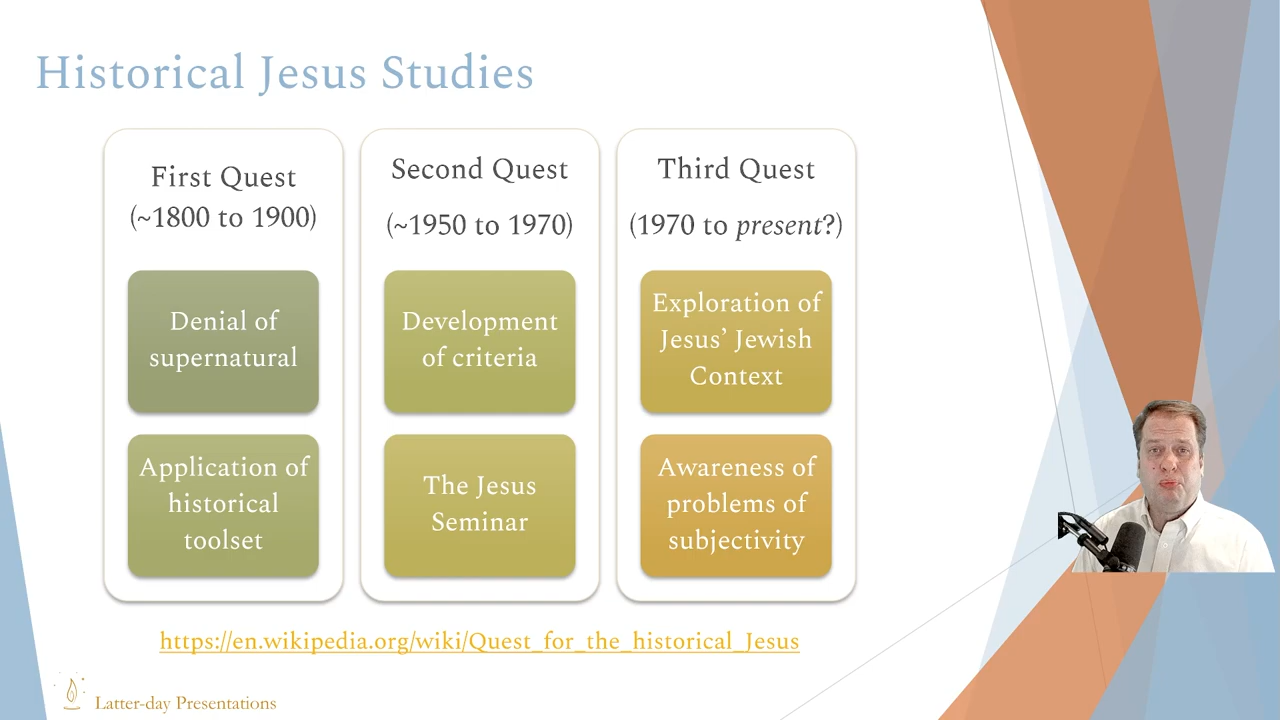 Historical Jesus Studies
First Quest
(~1800 to 1900)
Denial of
supernatural
Application of
historical
toolset
Second Quest
(~1950 to 1970)
Development
of criteria
The Jesus
Seminar
Third Quest
(1970 to present?)
Exploration of
Jesus’ Jewish
Context
Awareness of
problems of
subjectivity
https://en.wikipedia.org/wiki/Quest_for_the_historical_Jesus
Latter-day Presentations